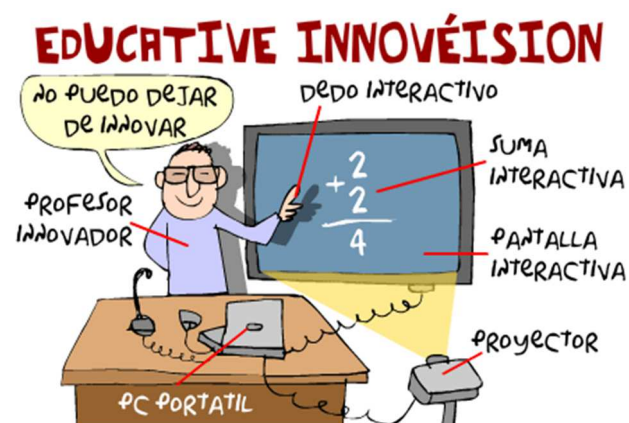 EDUCATIVE INNOVÉISION
NO PUEDO DEJAR
DE INNOVAR
DEDO INTERACTIVO
SUMA
INTERACTIVA
PROFESOR
INNOVADOR
2
+2
4
PANTALLA
INTERACTIVA
PROYECTOR
PC PORTATIL